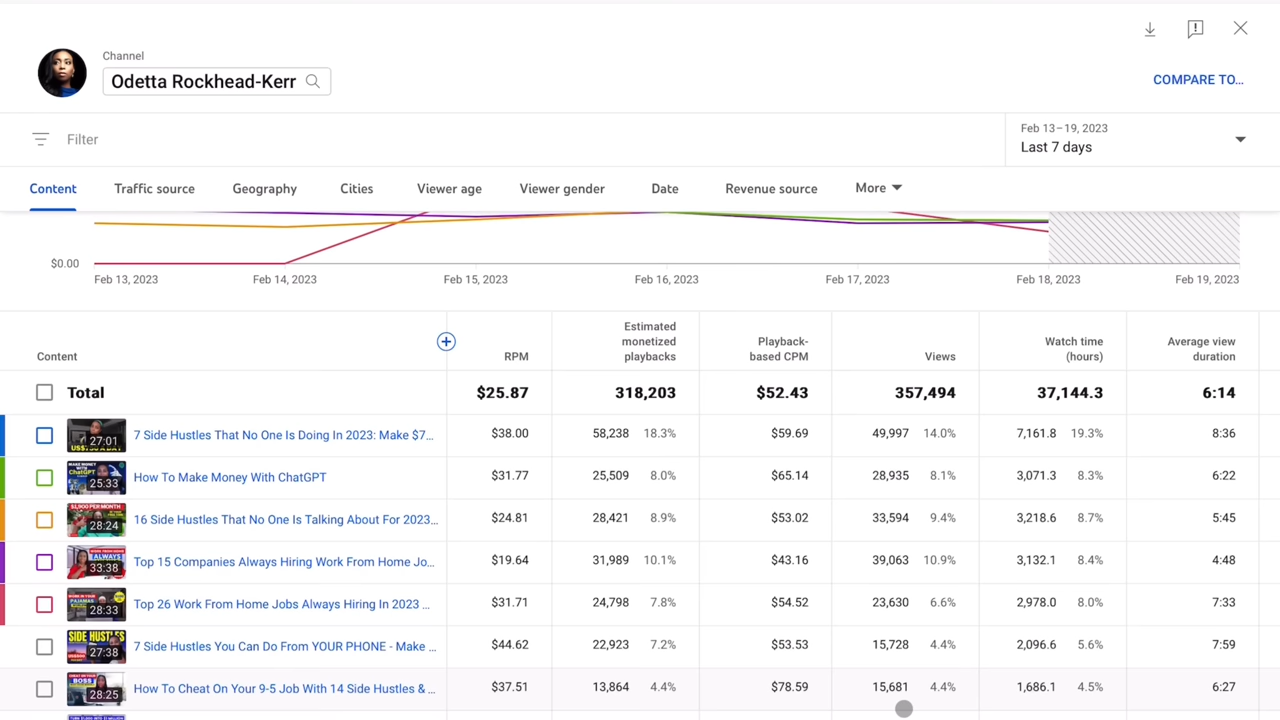 Channel
Odetta Rockhead-Kerr
COMPARE TO...
Filter
Feb 13–19, 2023
Last 7 days
Content Traffic source Geography Cities Viewer age Viewer gender Date Revenue source More
$0.00
Feb 13, 2023 Feb 14, 2023 Feb 15, 2023 Feb 16, 2023 Feb 17, 2023 Feb 18, 2023 Feb 19, 2023
Content RPM Estimated monetized playbacks Playback-based CPM Views Watch time (hours) Average view duration
Total $25.87 318,203 $52.43 357,494 37,144.3 6:14
27:01 7 Side Hustles That No One Is Doing In 2023: Make $7... $38.00 58,238 18.3% $59.69 49,997 14.0% 7,161.8 19.3% 8:36
MAKE MONEY WITH ChatGPT 25:33 How To Make Money With ChatGPT $31.77 25,509 8.0% $65.14 28,935 8.1% 3,071.3 8.3% 6:22
28:24 16 Side Hustles That No One Is Talking About For 2023... $24.81 28,421 8.9% $53.02 33,594 9.4% 3,218.6 8.7% 5:45
ALWAYS 33:38 Top 15 Companies Always Hiring Work From Home Jo... $19.64 31,989 10.1% $43.16 39,063 10.9% 3,132.1 8.4% 4:48
28:33 Top 26 Work From Home Jobs Always Hiring In 2023 ... $31.71 24,798 7.8% $54.52 23,630 6.6% 2,978.0 8.0% 7:33
SIDE HUSTLES 27:38 7 Side Hustles You Can Do From YOUR PHONE - Make ... $44.62 22,923 7.2% $53.53 15,728 4.4% 2,096.6 5.6% 7:59
BOSS 28:25 How To Cheat On Your 9-5 Job With 14 Side Hustles & ... $37.51 13,864 4.4% $78.59 15,681 4.4% 1,686.1 4.5% 6:27